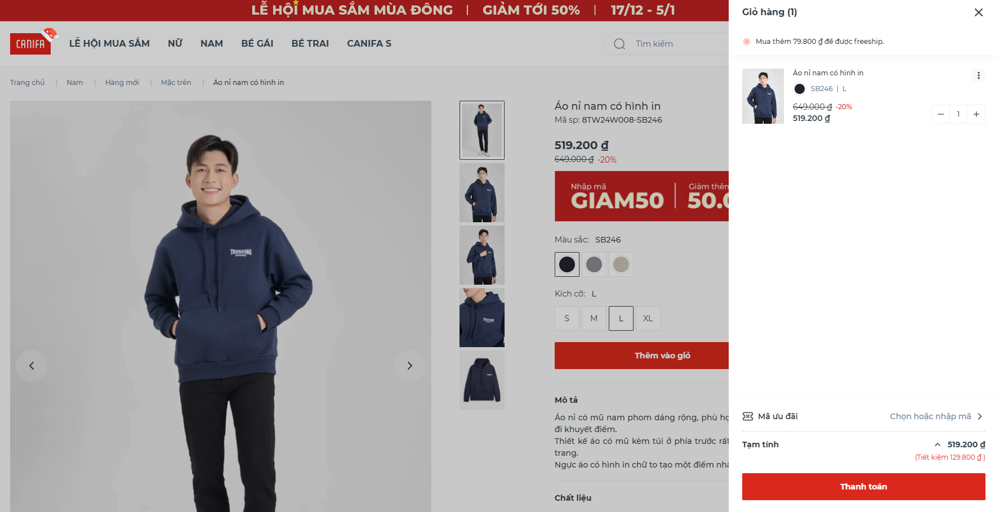 LỄ HỘI MUA SẮM MÙA ĐÔNG | GIẢM TỚI 50% | 17/12 - 5/1
CANIFA
LỄ HỘI MUA SẮM NỮ NAM BÉ GÁI BÉ TRAI CANIFA S
Tìm kiếm
Trang chủ | Nam | Hàng mới | Mặc trên | Áo nỉ nam có hình in
TRENDING
Áo nỉ nam có hình in
Mã sp: 8TW24W008-SB246
519.200 ₫
649.000 ₫ -20%
Nhập mã
GIAM50
Giảm thêm
50.0
Màu sắc: SB246
Kích cỡ: L
S M L XL
Thêm vào giỏ
Mô tả
Áo nỉ có mũ nam phom dáng rộng, phù hợ
đi khuyết điểm.
Thiết kế áo có mũ kèm túi ở phía trước rất
trang.
Ngực áo có hình in chữ to tạo một điểm nhấ
Chất liệu
Giỏ hàng (1)
Mua thêm 79.800 ₫ để được freeship.
Áo nỉ nam có hình in
SB246 | L
649.000 ₫ -20%
519.200 ₫
1
Mã ưu đãi
Chọn hoặc nhập mã
Tạm tính
519.200 ₫
(Tiết kiệm 129.800 ₫ )
Thanh toán